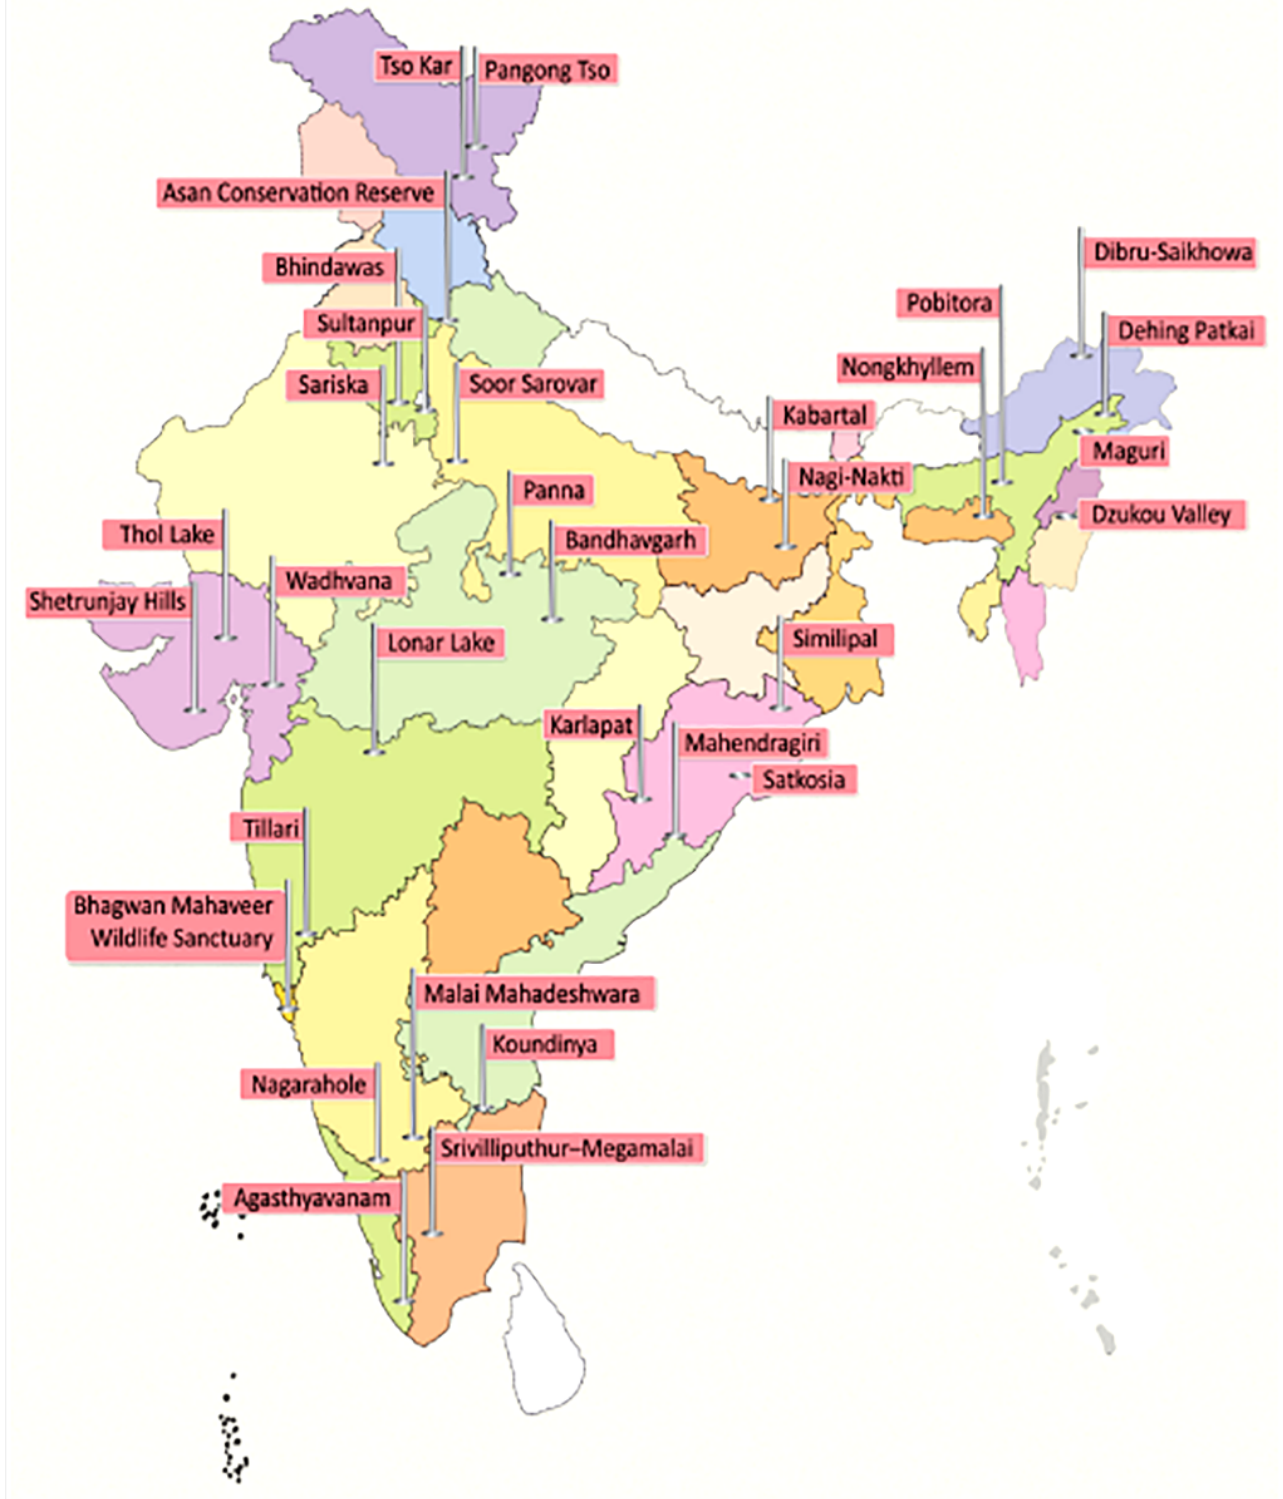 Tso Kar
Pangong Tso
Asan Conservation Reserve
Dibru-Saikhowa
Bhindawas
Pobitora
Sultanpur
Dehing Patkai
Nongkhyllem
Sariska
Soor Sarovar
Kabartal
Maguri
Nagi-Nakti
Panna
Dzukou Valley
Thol Lake
Bandhavgarh
Wadhvana
Shetrunjay Hills
Lonar Lake
Similipal
Karlapat
Mahendragiri
Satkosia
Tillari
Bhagwan Mahaveer
Wildlife Sanctuary
Malai Mahadeshwara
Koundinya
Nagarahole
Srivilliputhur–Megamalai
Agasthyavanam